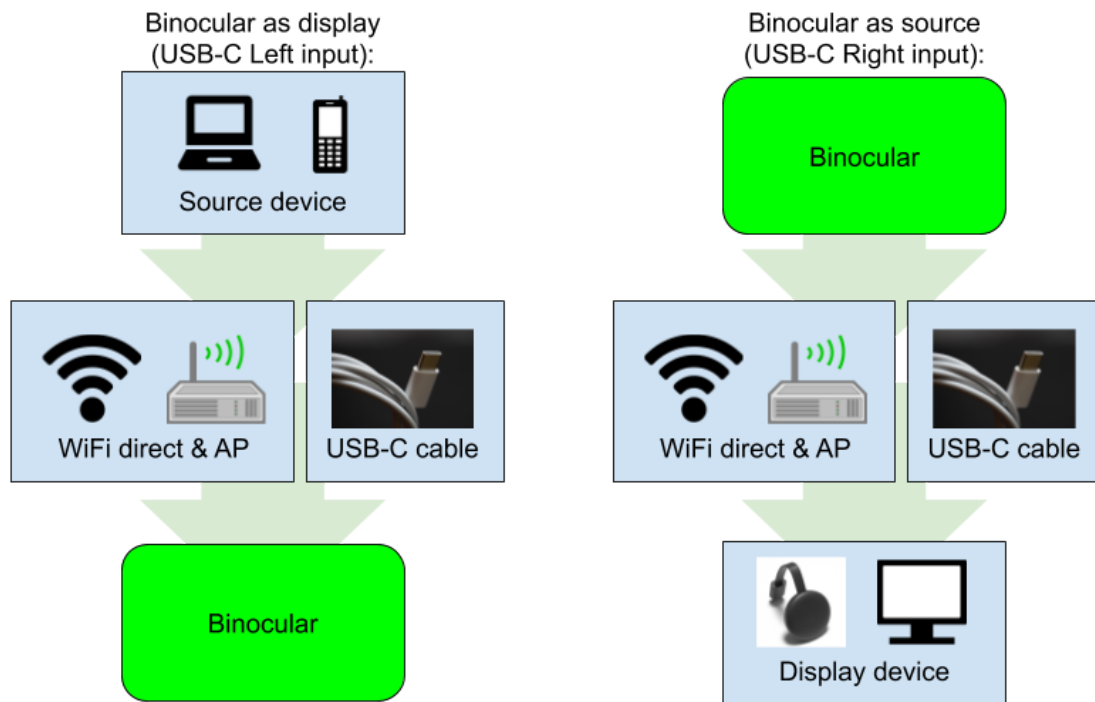 Binocular as display
(USB-C Left input):
Source device
WiFi direct & AP
USB-C cable
Binocular
Binocular as source
(USB-C Right input):
Binocular
WiFi direct & AP
USB-C cable
Display device